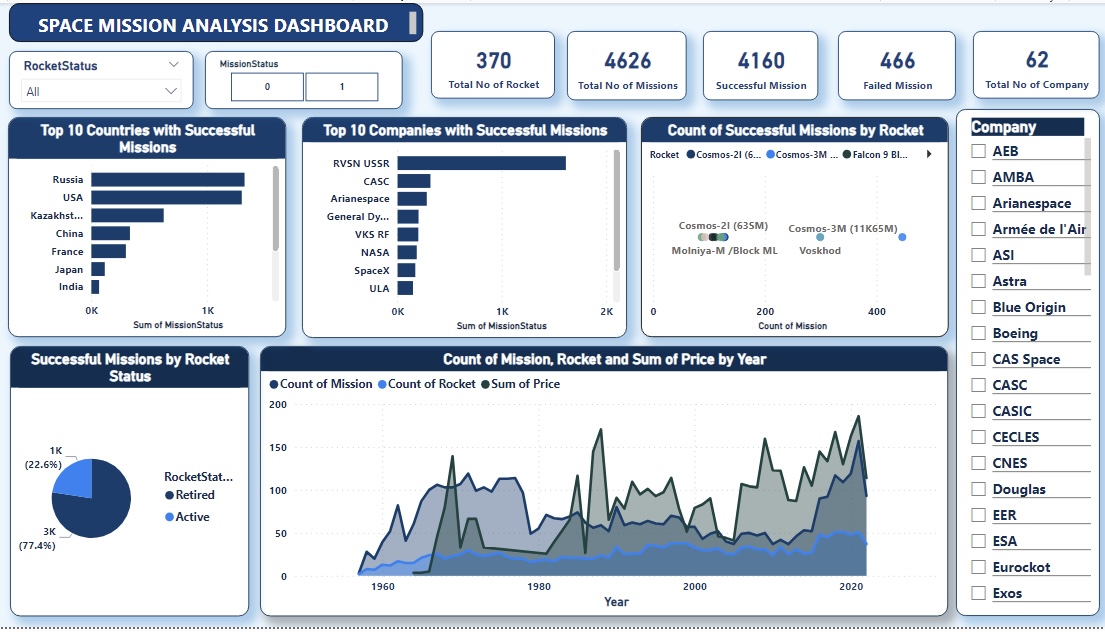 SPACE MISSION ANALYSIS DASHBOARD
RocketStatus
All
MissionStatus
0
1
370
Total No of Rocket
4626
Total No of Missions
4160
Successful Mission
466
Failed Mission
62
Total No of Company
Top 10 Countries with Successful
Missions
Russia
USA
Kazakhst...
China
France
Japan
India
0K
1K
Sum of MissionStatus
Top 10 Companies with Successful Missions
RVSN USSR
CASC
Arianespace
General Dy...
VKS RF
NASA
SpaceX
ULA
0K
1K
2K
Sum of MissionStatus
Count of Successful Missions by Rocket
Rocket
Cosmos-2I (6...
Cosmos-3M ...
Falcon 9 Bl...
Cosmos-2I (63SM)
Cosmos-3M (11K65M)
Molniya-M /Block ML
Voskhod
0
200
400
Count of Mission
Company
AEB
AMBA
Arianespace
Armée de l'Air
ASI
Astra
Blue Origin
Boeing
CAS Space
CASC
CASIC
CECLES
CNES
Douglas
EER
ESA
Eurockot
Exos
Successful Missions by Rocket
Status
1K
(22.6%)
3K
(77.4%)
RocketStat...
Retired
Active
Count of Mission, Rocket and Sum of Price by Year
Count of Mission
Count of Rocket
Sum of Price
200
150
100
50
0
1960
1980
2000
2020
Year